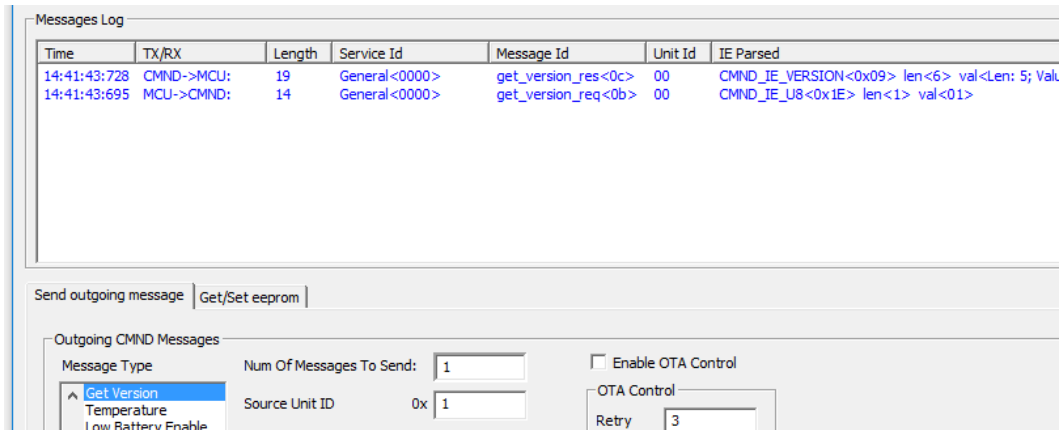 Messages Log
Time TX/RX Length Service Id Message Id Unit Id IE Parsed
14:41:43:728 CMND->MCU: 19 General<0000> get_version_res<0c> 00 CMND_IE_VERSION<0x09> len<6> val<Len: 5; Valu
14:41:43:695 MCU->CMND: 14 General<0000> get_version_req<0b> 00 CMND_IE_U8<0x1E> len<1> val<01>
Send outgoing message Get/Set eeprom
Outgoing CMND Messages
Message Type Num Of Messages To Send: 1 Enable OTA Control
Get Version OTA Control
Temperature Source Unit ID 0x 1
Low Battery Enable Retry 3